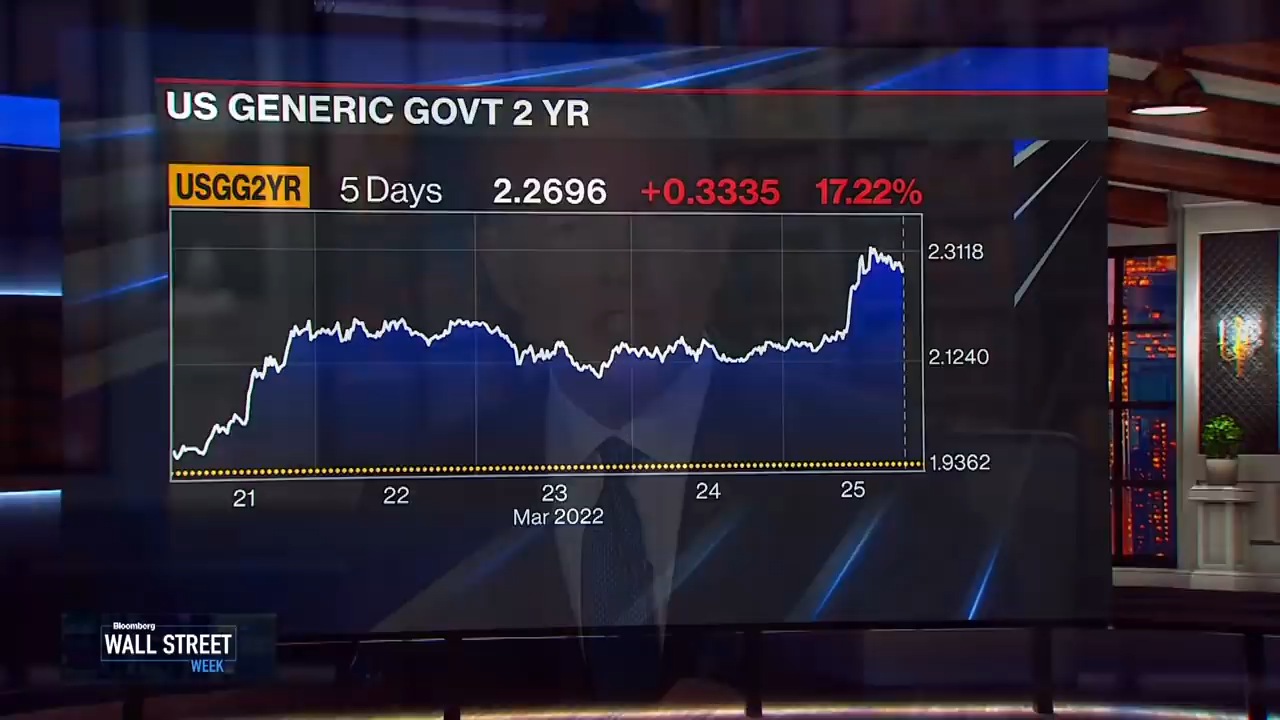 US GENERIC GOVT 2 YR
USGG2YR 5 Days 2.2696 +0.3335 17.22%
2.3118
2.1240
1.9362
21 22 23 24 25
Mar 2022
Bloomberg
WALL STREET
WEEK